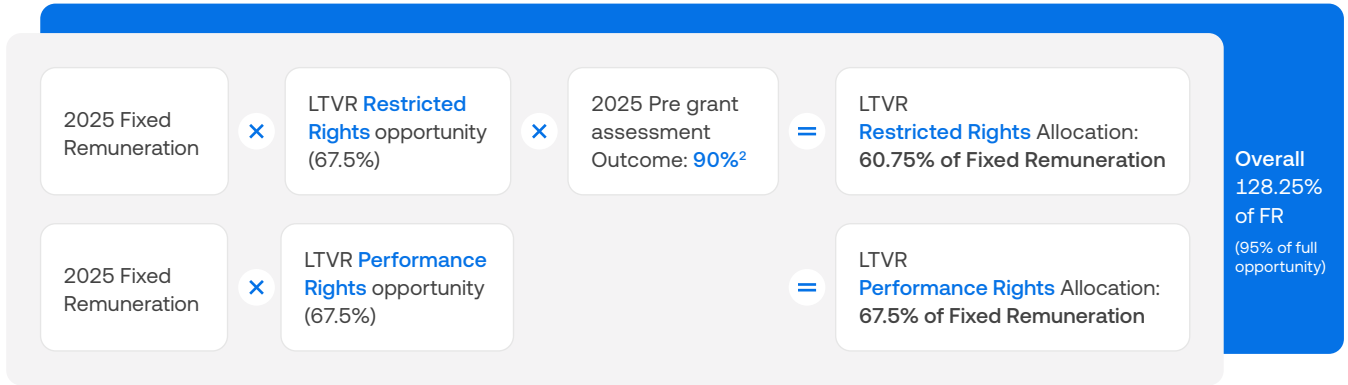 2025 Fixed
Remuneration
×
LTVR Restricted
Rights opportunity
(67.5%)
×
2025 Pre grant
assessment
Outcome: 90%²
=
LTVR
Restricted Rights Allocation:
60.75% of Fixed Remuneration
2025 Fixed
Remuneration
×
LTVR Performance
Rights opportunity
(67.5%)
=
LTVR
Performance Rights Allocation:
67.5% of Fixed Remuneration
Overall
128.25%
of FR
(95% of full
opportunity)